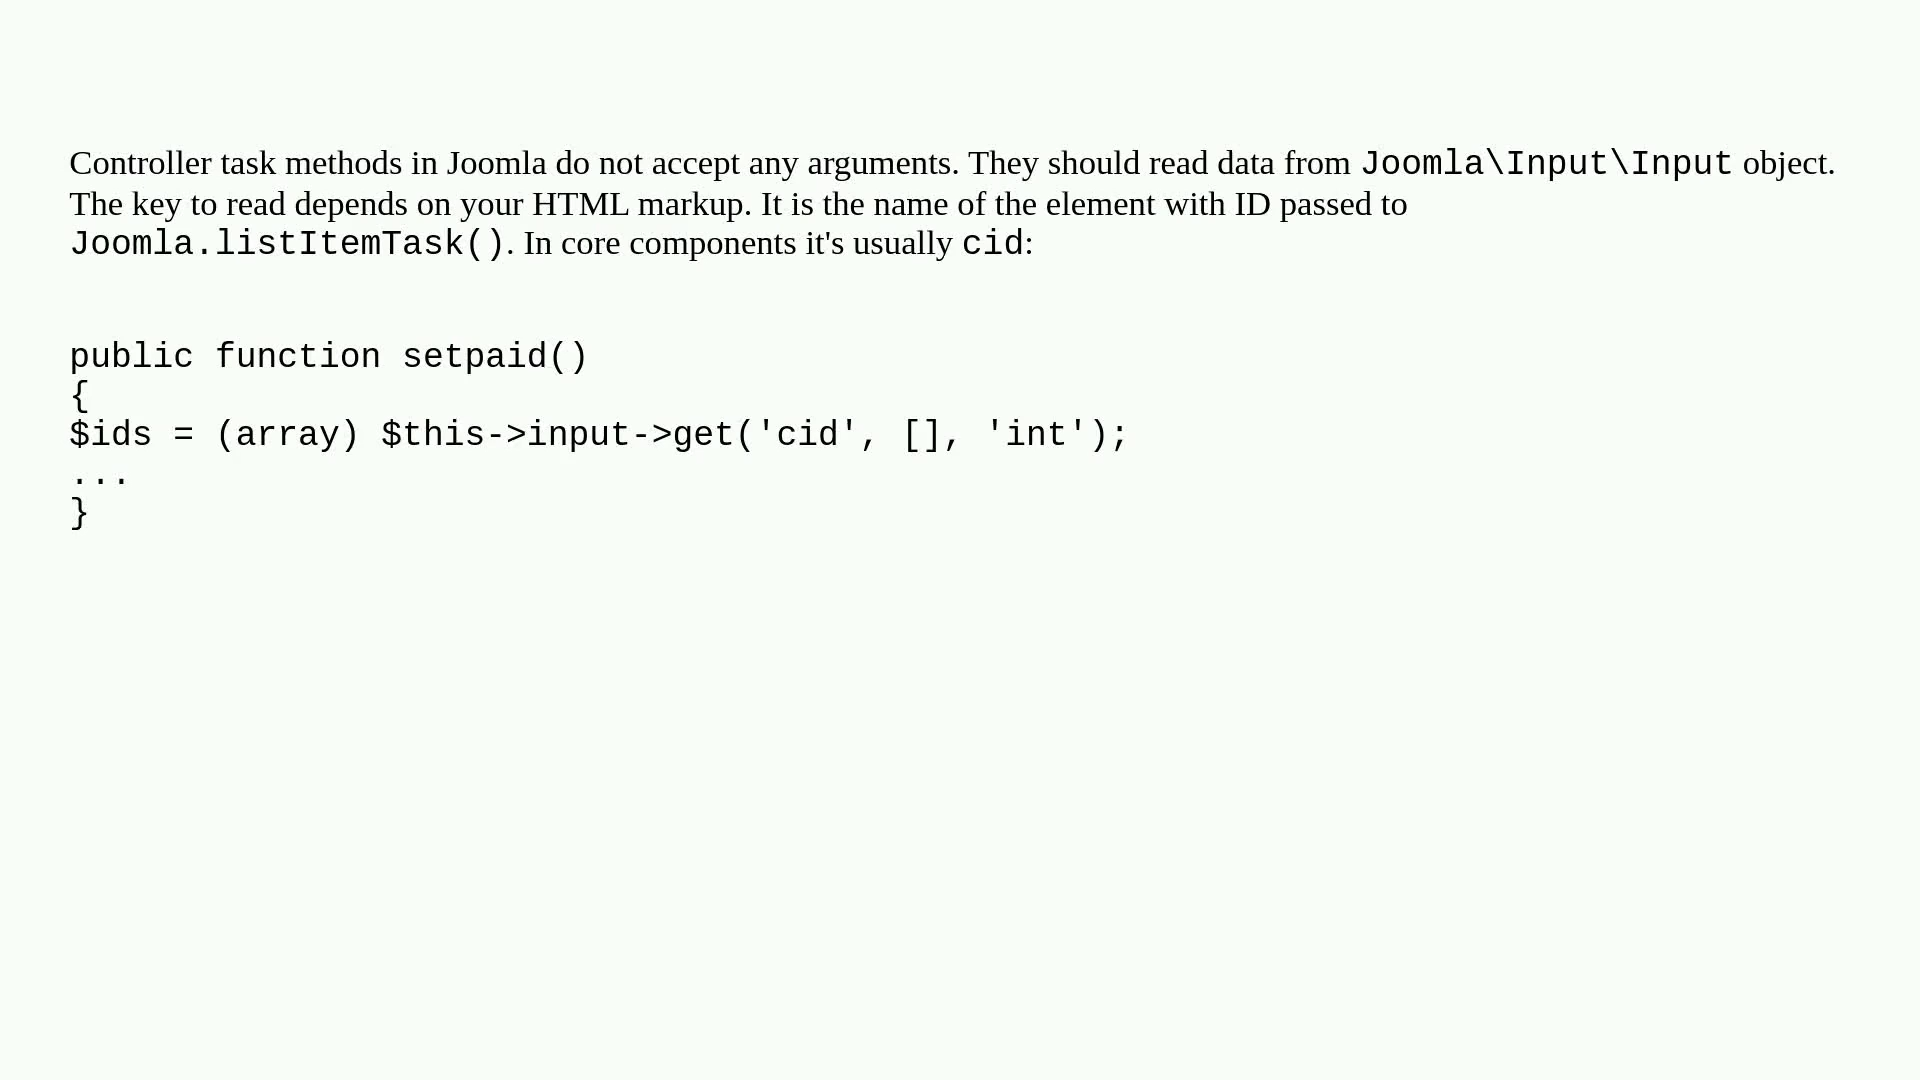 Controller task methods in Joomla do not accept any arguments. They should read data from Joomla\Input\Input object.
The key to read depends on your HTML markup. It is the name of the element with ID passed to
Joomla.listItemTask(). In core components it's usually cid:
public function setpaid()
{
$ids = (array) $this->input->get('cid', [], 'int');
...
}